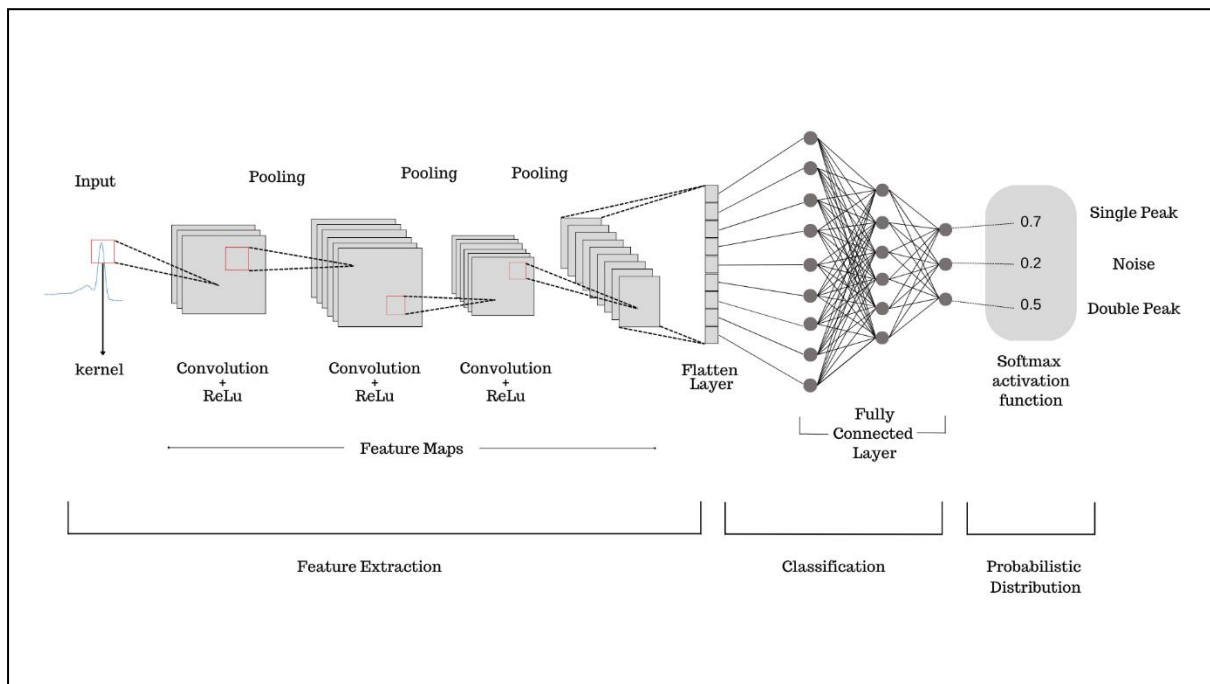 Input
Pooling
Pooling
Pooling
kernel
Convolution
+
ReLu
Convolution
+
ReLu
Convolution
+
ReLu
Feature Maps
Flatten
Layer
Fully
Connected
Layer
0.7
0.2
0.5
Single Peak
Noise
Double Peak
Softmax
activation
function
Feature Extraction
Classification
Probabilistic
Distribution